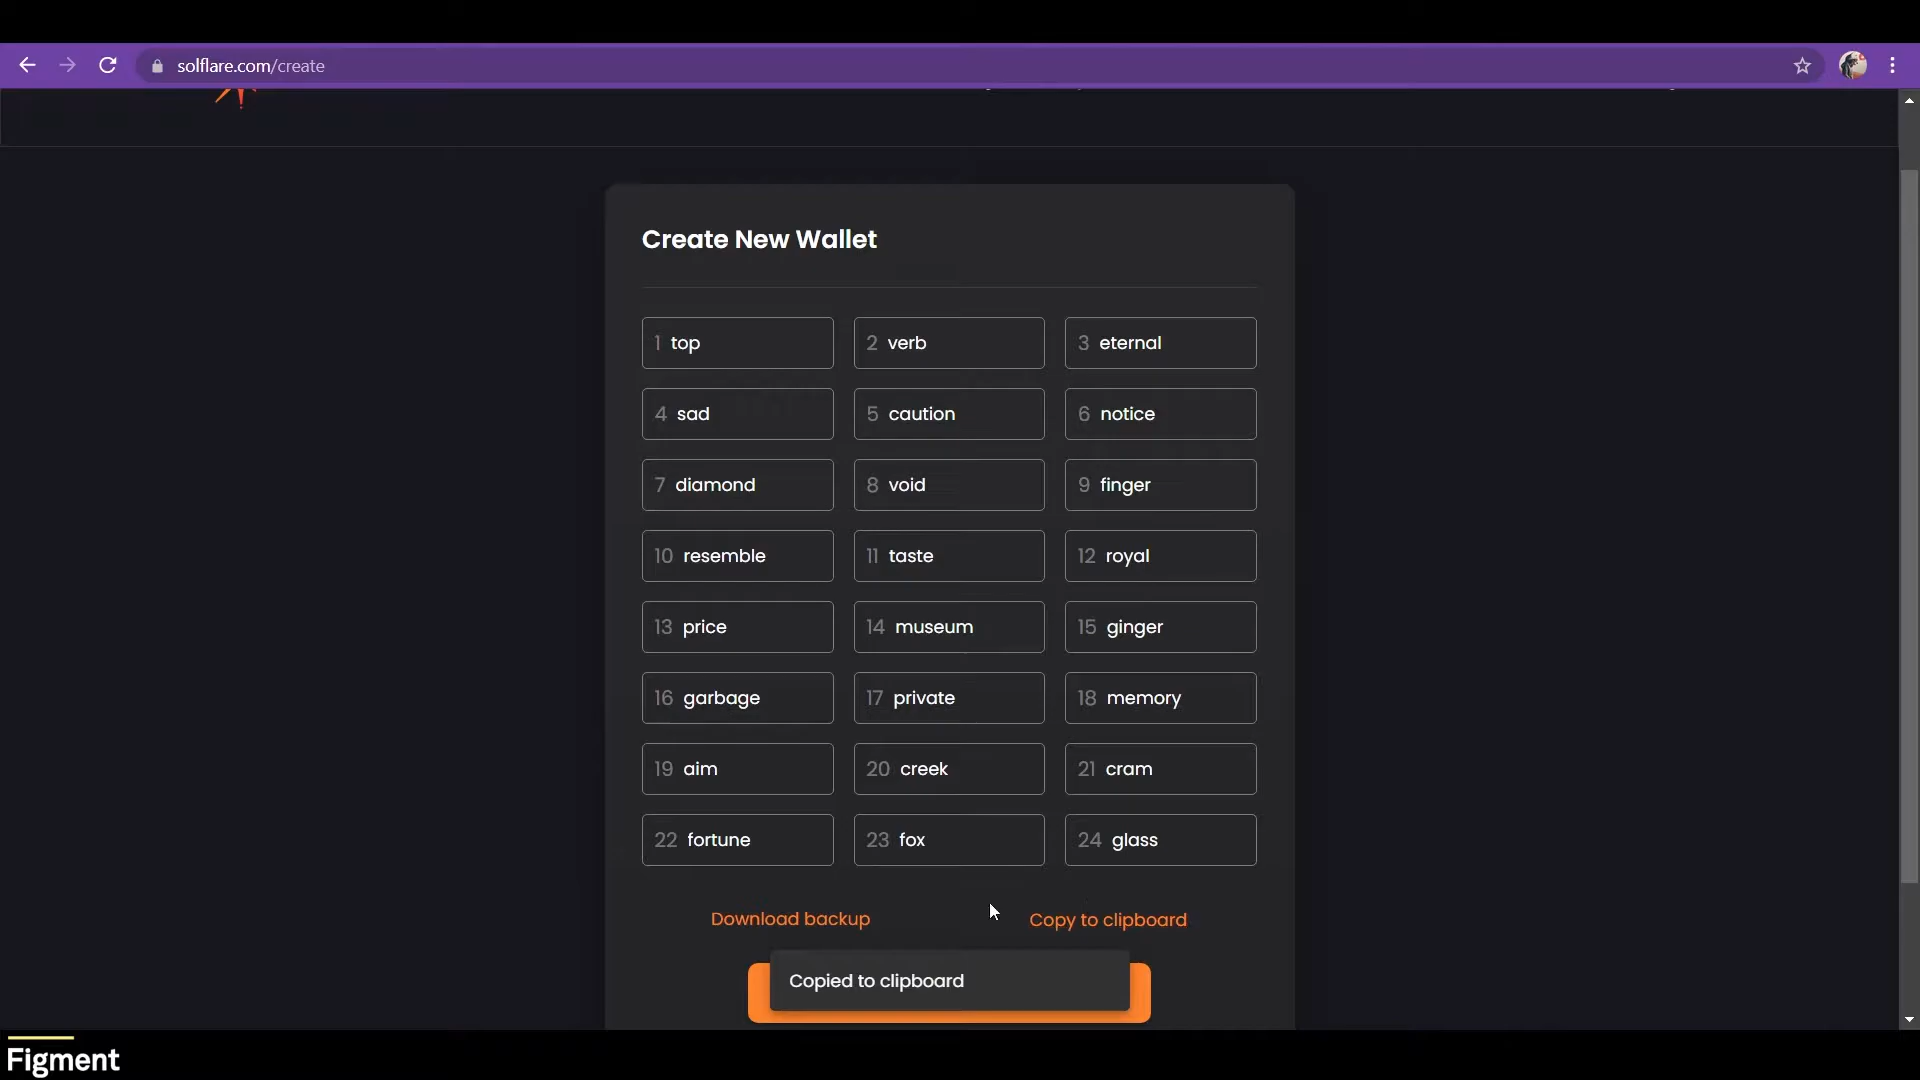 solflare.com/create
Create New Wallet
1 top 2 verb 3 eternal
4 sad 5 caution 6 notice
7 diamond 8 void 9 finger
10 resemble 11 taste 12 royal
13 price 14 museum 15 ginger
16 garbage 17 private 18 memory
19 aim 20 creek 21 cram
22 fortune 23 fox 24 glass
Download backup Copy to clipboard
Copied to clipboard
Figment